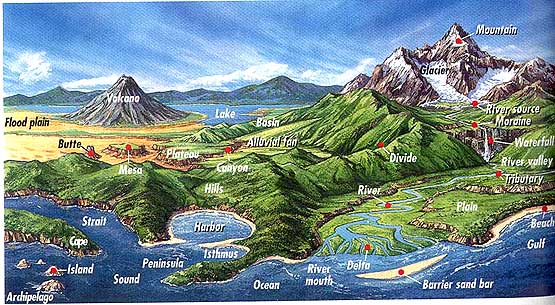 Mountain
Glacier
Volcano
River source
Lake
Basin
Moraine
Flood plain
Alluvial fan
Waterfall
Butte
Plateau
Divide
River valley
Mesa
Canyon
Tributary
Hills
River
Plain
Strait
Harbor
Beach
Cape
Isthmus
Gulf
Island
Peninsula
Delta
Sound
River
mouth
Barrier sand bar
Ocean
Archipelago